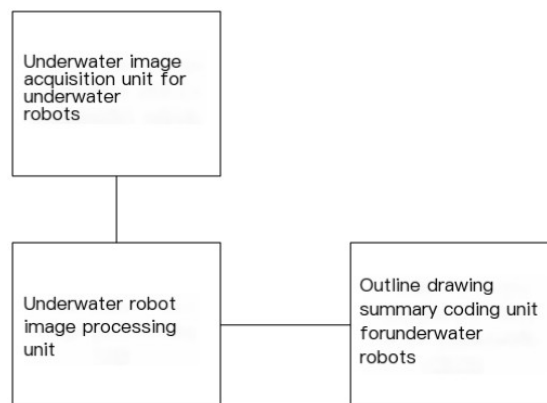 Underwater image
acquisition unit for
underwater
robots
Underwater robot
image processing
unit
Outline drawing
summary coding unit
forunderwater
robots